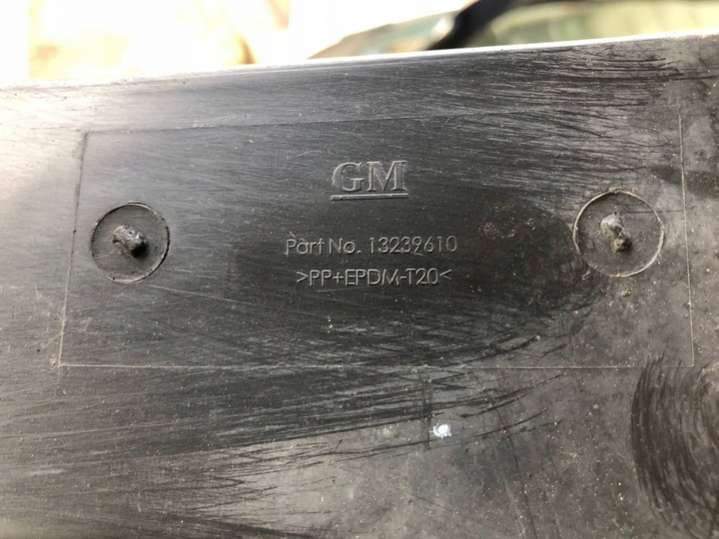 GM
Part No. 13239610
>PP+EPDM-T20<